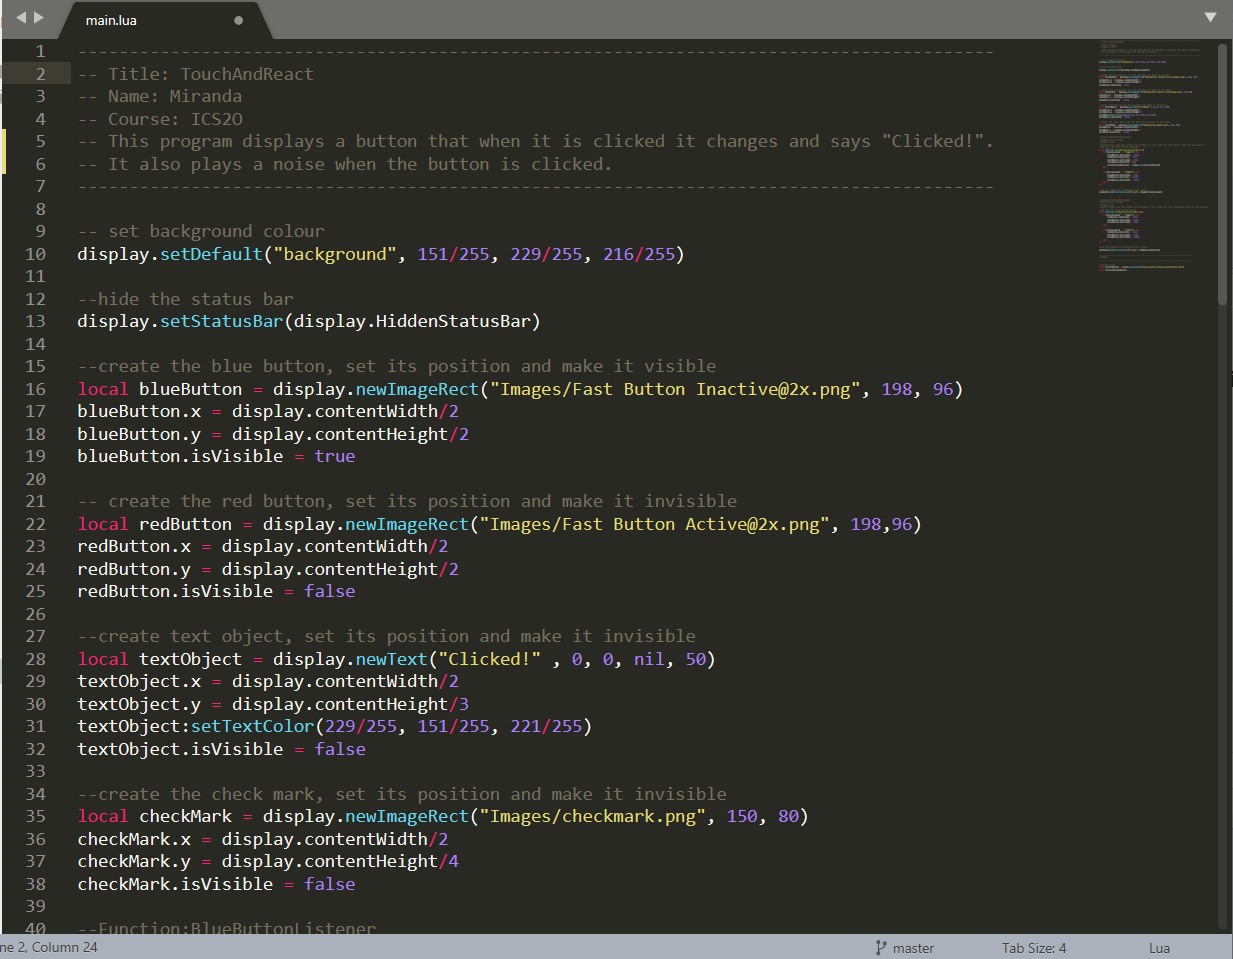 main.lua
1 ----------------------------------------------------------------------------------------
2 -- Title: TouchAndReact
3 -- Name: Miranda
4 -- Course: ICS2O
5 -- This program displays a button that when it is clicked it changes and says "Clicked!".
6 -- It also plays a noise when the button is clicked.
7 ----------------------------------------------------------------------------------------
8
9 -- set background colour
10 display.setDefault("background", 151/255, 229/255, 216/255)
11
12 --hide the status bar
13 display.setStatusBar(display.HiddenStatusBar)
14
15 --create the blue button, set its position and make it visible
16 local blueButton = display.newImageRect("Images/Fast Button Inactive@2x.png", 198, 96)
17 blueButton.x = display.contentWidth/2
18 blueButton.y = display.contentHeight/2
19 blueButton.isVisible = true
20
21 -- create the red button, set its position and make it invisible
22 local redButton = display.newImageRect("Images/Fast Button Active@2x.png", 198,96)
23 redButton.x = display.contentWidth/2
24 redButton.y = display.contentHeight/2
25 redButton.isVisible = false
26
27 --create text object, set its position and make it invisible
28 local textObject = display.newText("Clicked!" , 0, 0, nil, 50)
29 textObject.x = display.contentWidth/2
30 textObject.y = display.contentHeight/3
31 textObject:setTextColor(229/255, 151/255, 221/255)
32 textObject.isVisible = false
33
34 --create the check mark, set its position and make it invisible
35 local checkMark = display.newImageRect("Images/checkmark.png", 150, 80)
36 checkMark.x = display.contentWidth/2
37 checkMark.y = display.contentHeight/4
38 checkMark.isVisible = false
39
40 --Function:BlueButtonListener
ne 2, Column 24 master Tab Size: 4 Lua